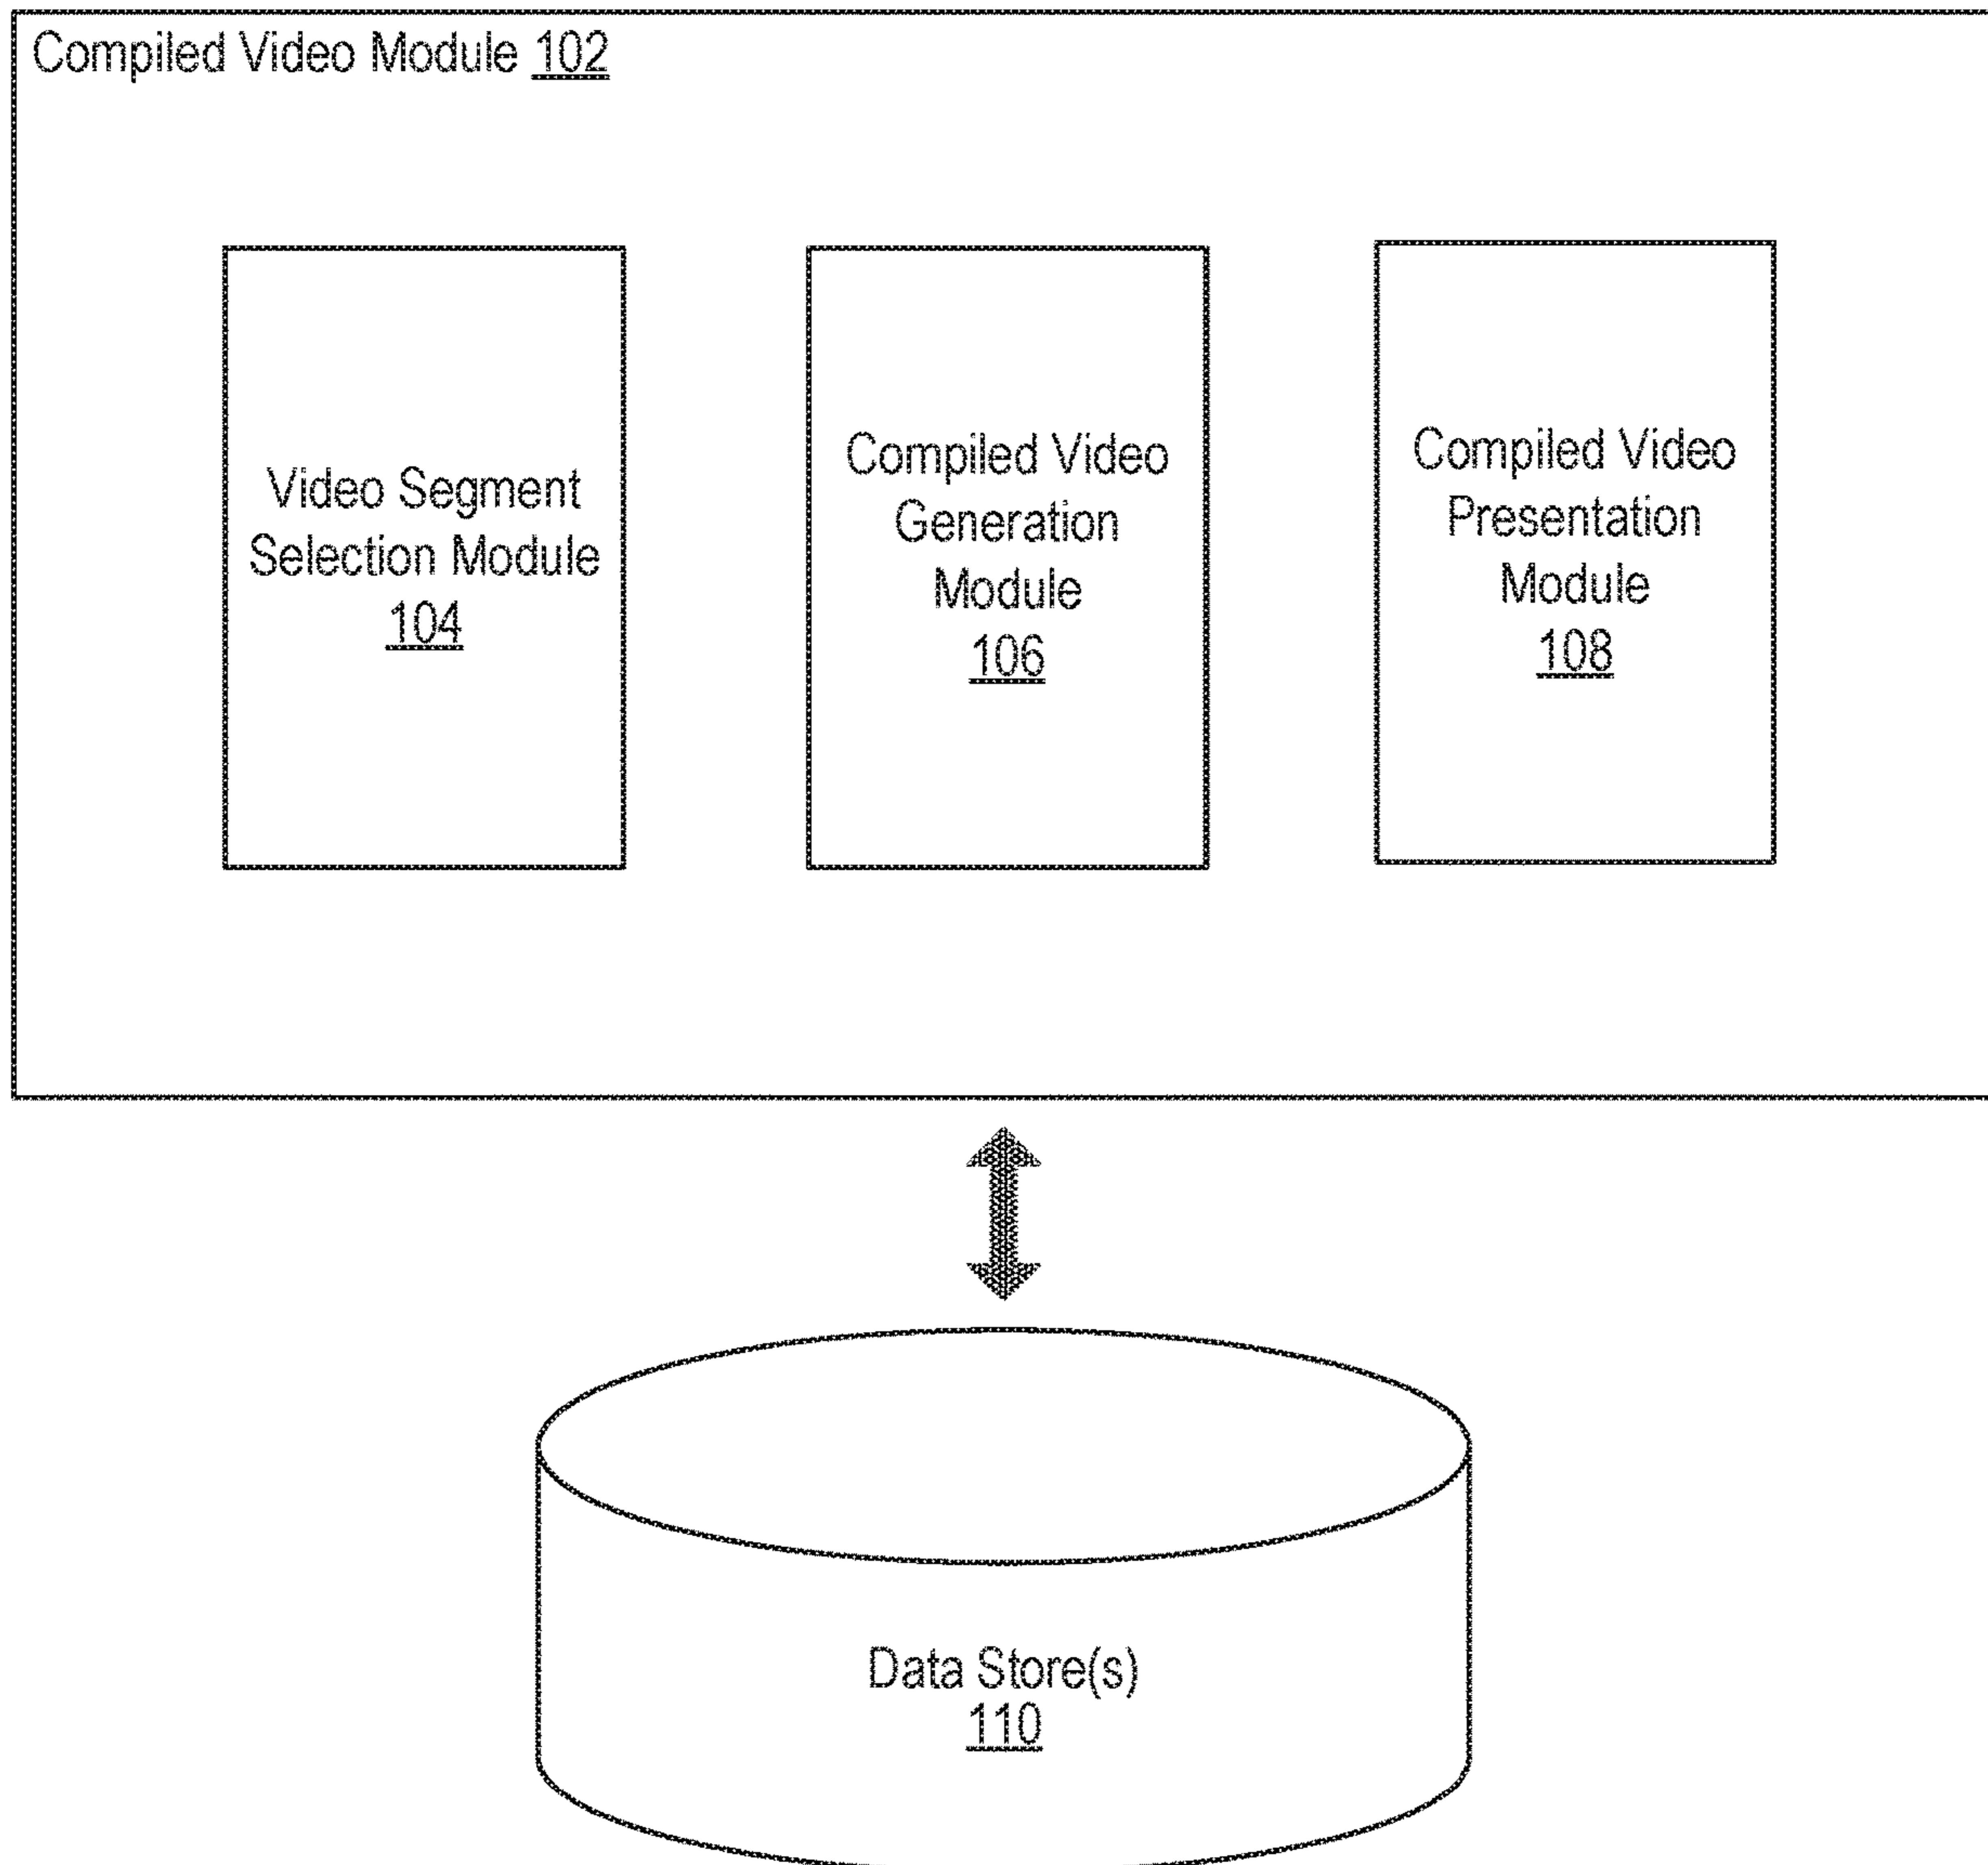 Compiled Video Module 102
Video Segment
Selection Module
104
Compiled Video
Generation
Module
106
Compiled Video
Presentation
Module
108
Data Store(s)
110